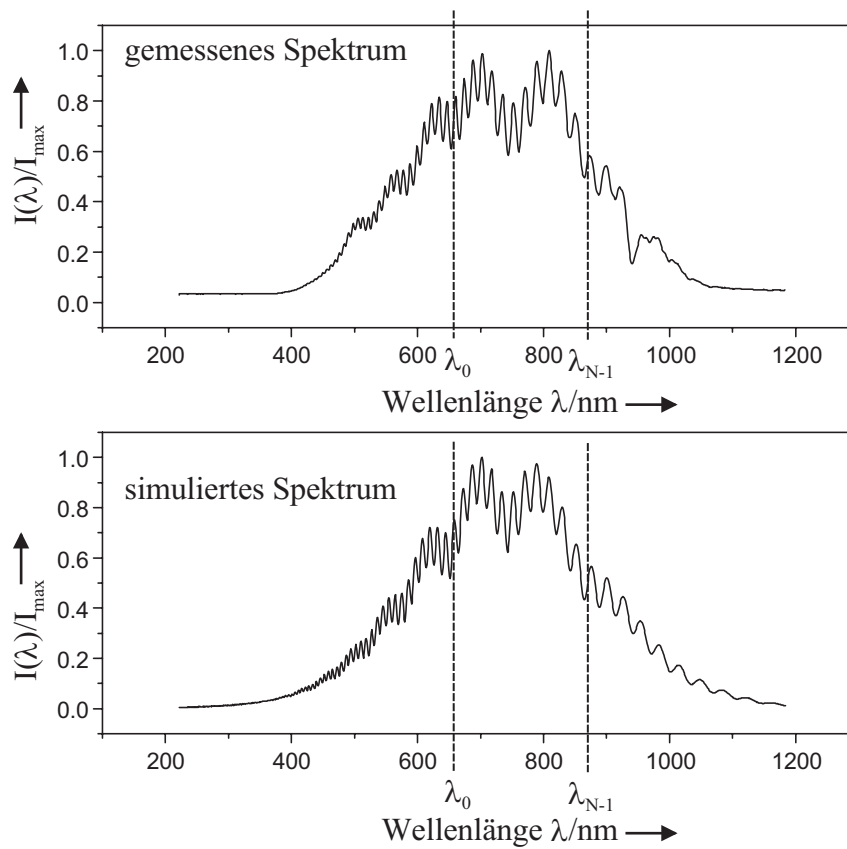 gemessenes Spektrum
I(λ)/I_max
1.0
0.8
0.6
0.4
0.2
0.0
200 400 600 800 1000 1200
λ_0 λ_N-1
Wellenlänge λ/nm
simuliertes Spektrum
I(λ)/I_max
1.0
0.8
0.6
0.4
0.2
0.0
200 400 600 800 1000 1200
λ_0 λ_N-1
Wellenlänge λ/nm